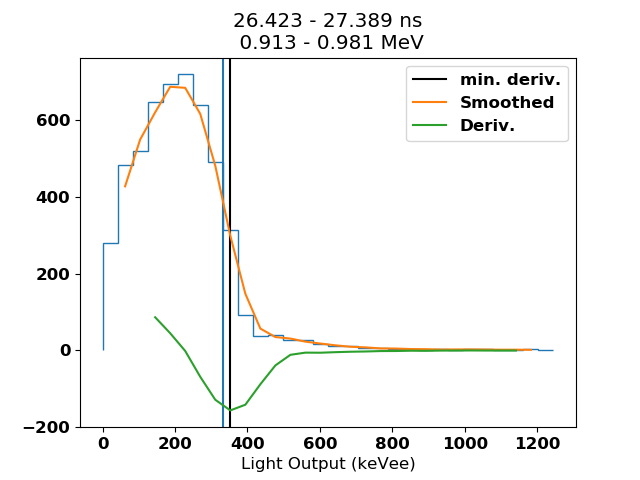 26.423 - 27.389 ns
0.913 - 0.981 MeV
min. deriv.
Smoothed
Deriv.
600
400
200
0
−200
0 200 400 600 800 1000 1200
Light Output (keVee)